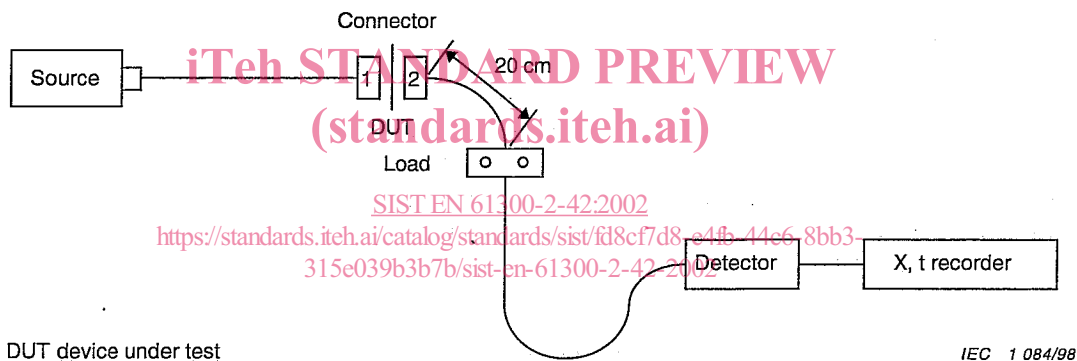 Connector
iTeh STANDARD PREVIEW
Source
1
2
20 cm
(standards.iteh.ai)
DUT
Load
SIST EN 61300-2-42:2002
https://standards.iteh.ai/catalog/standards/sist/fd8cf7d8-e4fb-44c6-8bb3-
315e039b3b7b/sist-en-61300-2-42-2002
Detector
X, t recorder
DUT device under test
IEC 1 084/98